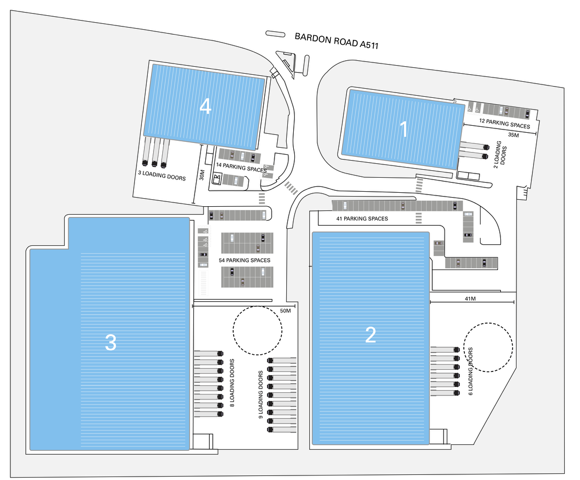 BARDON ROAD A511
4
1
12 PARKING SPACES
35M
2 LOADING
DOORS
14 PARKING SPACES
3 LOADING DOORS
30M
41 PARKING SPACES
54 PARKING SPACES
50M
41M
3
2
8 LOADING DOORS
9 LOADING DOORS
6 LOADING DOORS